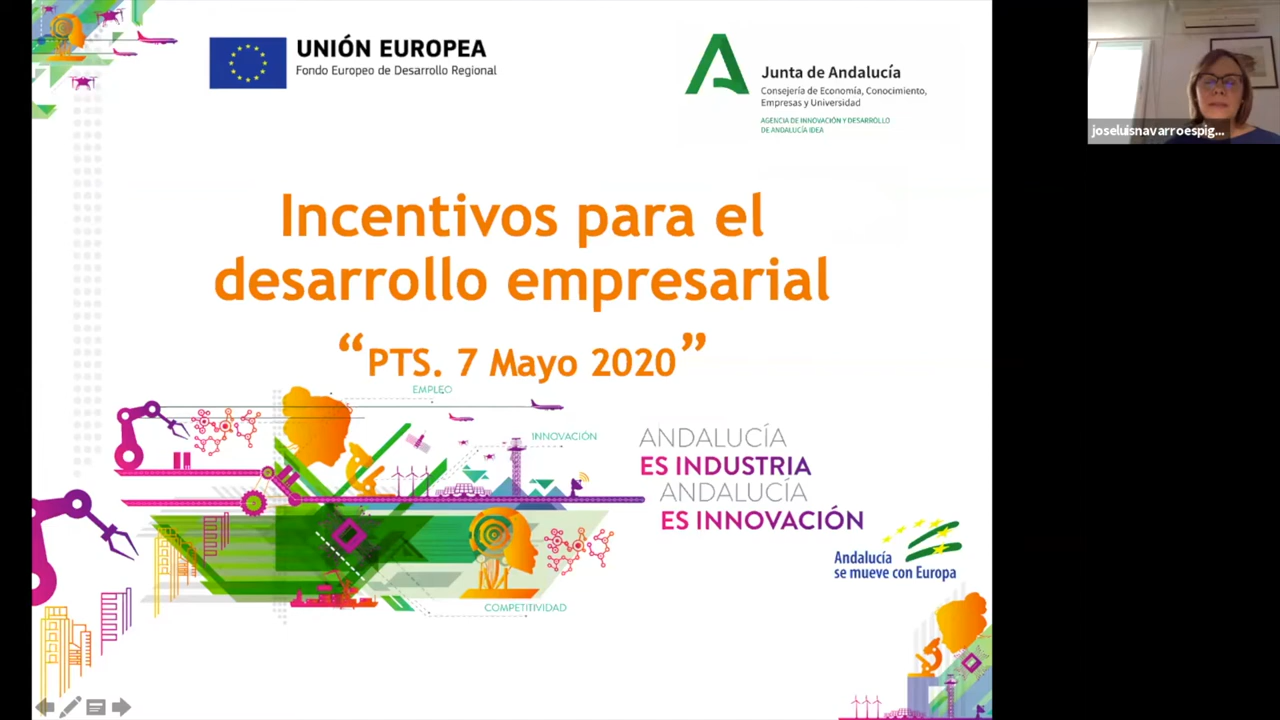 UNIÓN EUROPEA
Fondo Europeo de Desarrollo Regional
Junta de Andalucía
Consejería de Economía, Conocimiento,
Empresas y Universidad
AGENCIA DE INNOVACIÓN Y DESARROLLO
DE ANDALUCÍA IDEA
joseluisnavarroespig...
Incentivos para el
desarrollo empresarial
“PTS. 7 Mayo 2020”
EMPLEO
INNOVACIÓN
ANDALUCÍA
ES INDUSTRIA
ANDALUCÍA
ES INNOVACIÓN
Andalucía
se mueve con Europa
COMPETITIVIDAD